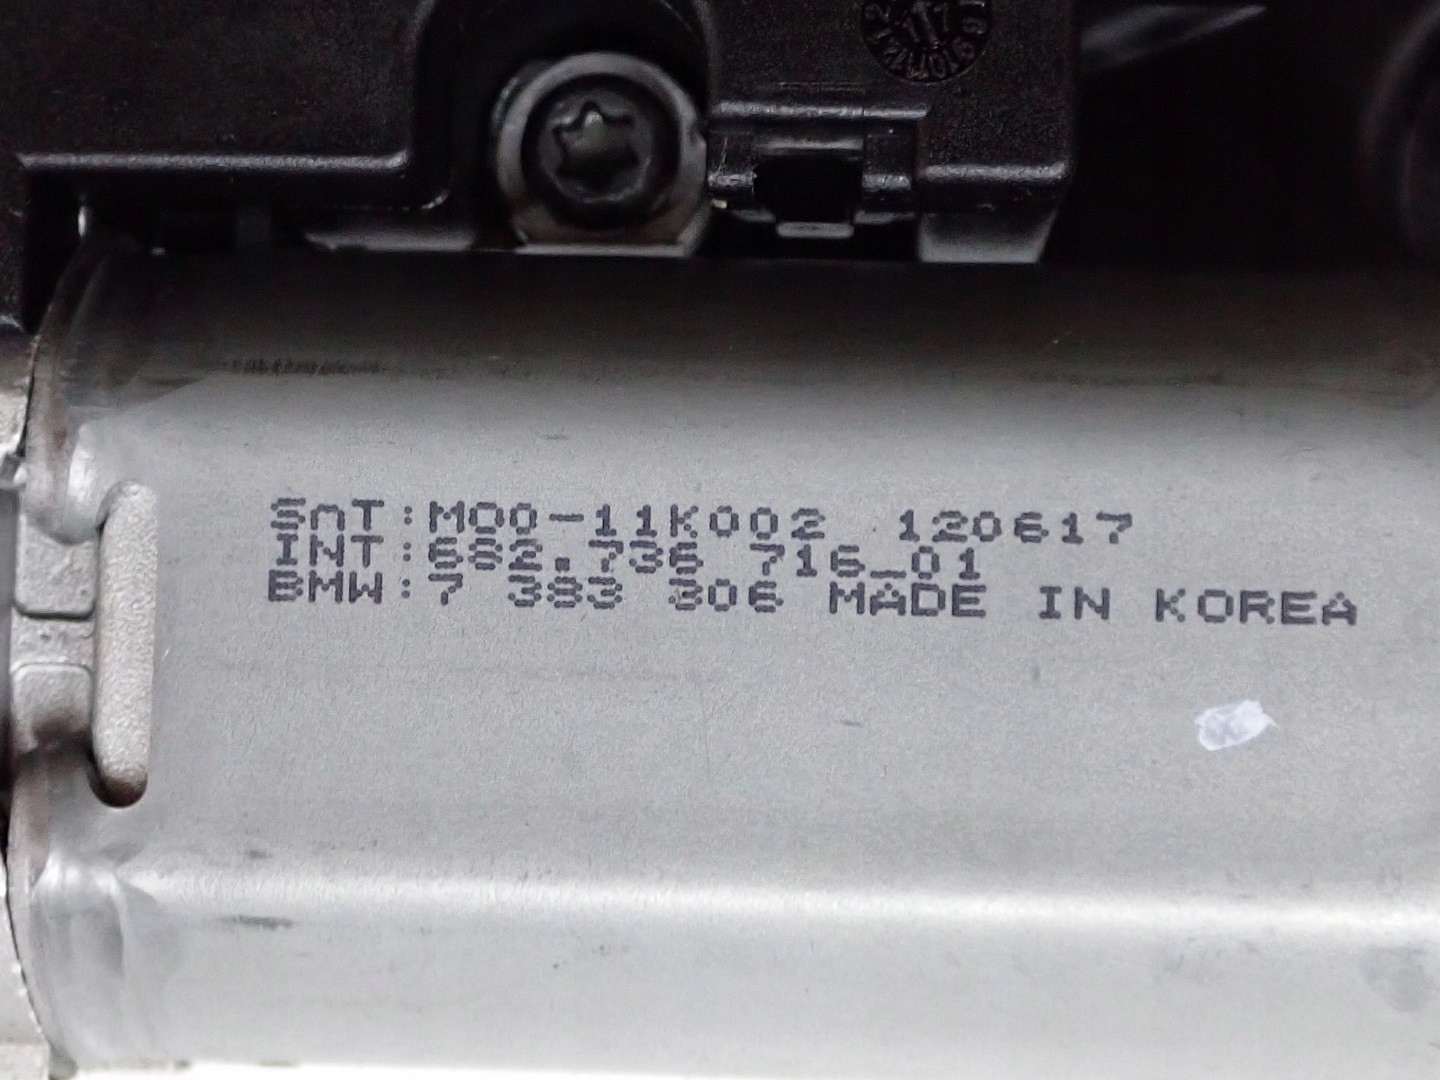 SnT:M00-11K002 120617
INT:682.736 716_01
BMW:7 383 306 MADE IN KOREA